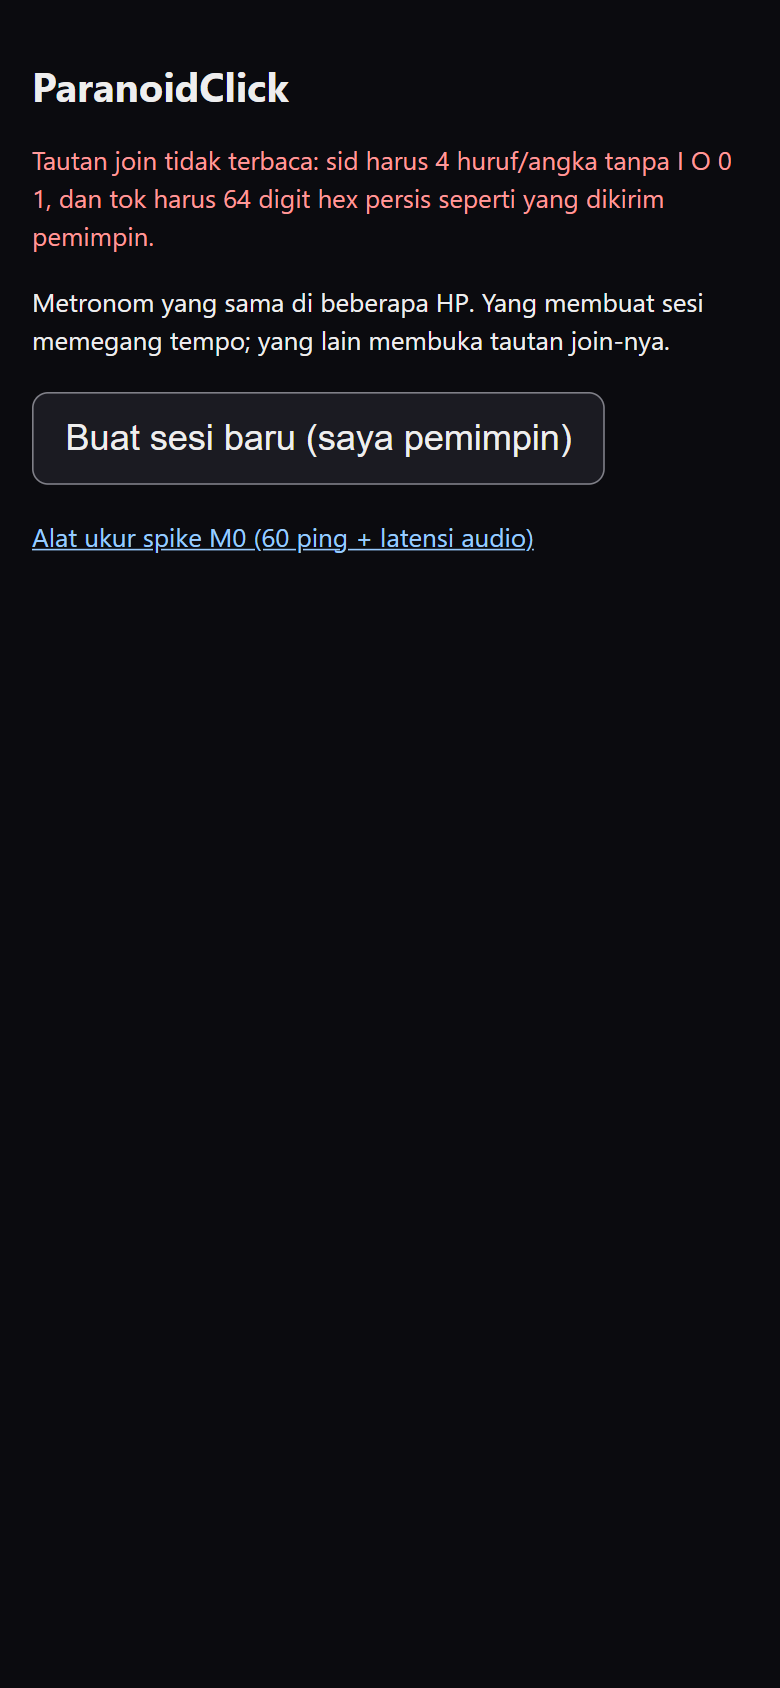 ParanoidClick
Tautan join tidak terbaca: sid harus 4 huruf/angka tanpa I O 0
1, dan tok harus 64 digit hex persis seperti yang dikirim
pemimpin.
Metronom yang sama di beberapa HP. Yang membuat sesi
memegang tempo; yang lain membuka tautan join-nya.
Buat sesi baru (saya pemimpin)
Alat ukur spike M0 (60 ping + latensi audio)